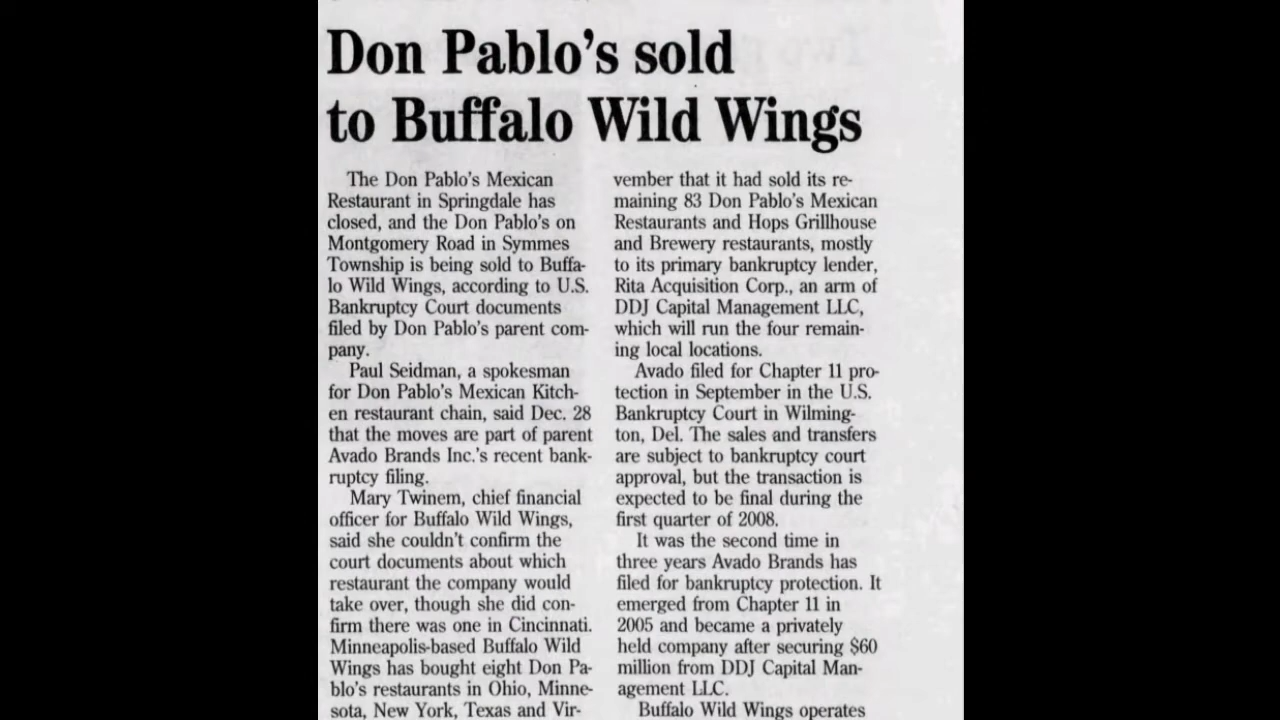 Don Pablo's sold
to Buffalo Wild Wings
The Don Pablo's Mexican
Restaurant in Springdale has
closed, and the Don Pablo's on
Montgomery Road in Symmes
Township is being sold to Buffa-
lo Wild Wings, according to U.S.
Bankruptcy Court documents
filed by Don Pablo's parent com-
pany.
Paul Seidman, a spokesman
for Don Pablo's Mexican Kitch-
en restaurant chain, said Dec. 28
that the moves are part of parent
Avado Brands Inc.'s recent bank-
ruptcy filing.
Mary Twinem, chief financial
officer for Buffalo Wild Wings,
said she couldn't confirm the
court documents about which
restaurant the company would
take over, though she did con-
firm there was one in Cincinnati.
Minneapolis-based Buffalo Wild
Wings has bought eight Don Pa-
blo's restaurants in Ohio, Minne-
sota, New York, Texas and Vir-
vember that it had sold its re-
maining 83 Don Pablo's Mexican
Restaurants and Hops Grillhouse
and Brewery restaurants, mostly
to its primary bankruptcy lender,
Rita Acquisition Corp., an arm of
DDJ Capital Management LLC,
which will run the four remain-
ing local locations.
Avado filed for Chapter 11 pro-
tection in September in the U.S.
Bankruptcy Court in Wilming-
ton, Del. The sales and transfers
are subject to bankruptcy court
approval, but the transaction is
expected to be final during the
first quarter of 2008.
It was the second time in
three years Avado Brands has
filed for bankruptcy protection. It
emerged from Chapter 11 in
2005 and became a privately
held company after securing $60
million from DDJ Capital Man-
agement LLC.
Buffalo Wild Wings operates